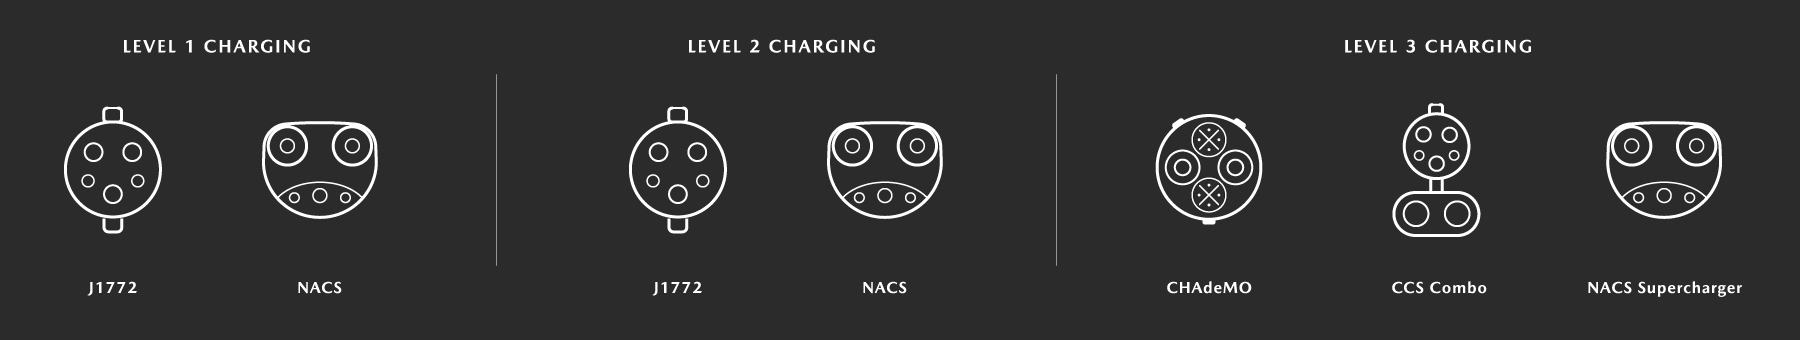 LEVEL 1 CHARGING
J1772
NACS
LEVEL 2 CHARGING
J1772
NACS
LEVEL 3 CHARGING
CHAdeMO
CCS Combo
NACS Supercharger